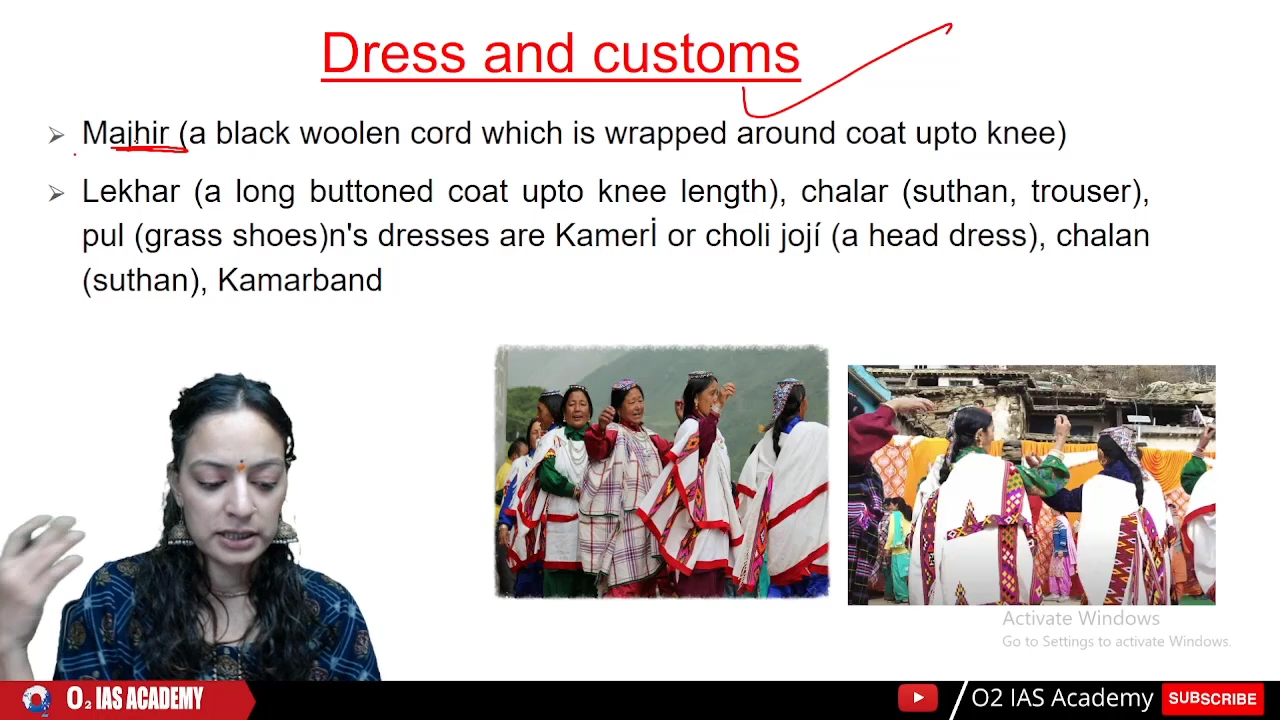 Dress and customs
Majhir (a black woolen cord which is wrapped around coat upto knee)
Lekhar (a long buttoned coat upto knee length), chalar (suthan, trouser),
pul (grass shoes)n's dresses are Kamerİ or choli jojí (a head dress), chalan
(suthan), Kamarband
Activate Windows
Go to Settings to activate Windows.
O2 IAS ACADEMY
O2 IAS Academy SUBSCRIBE